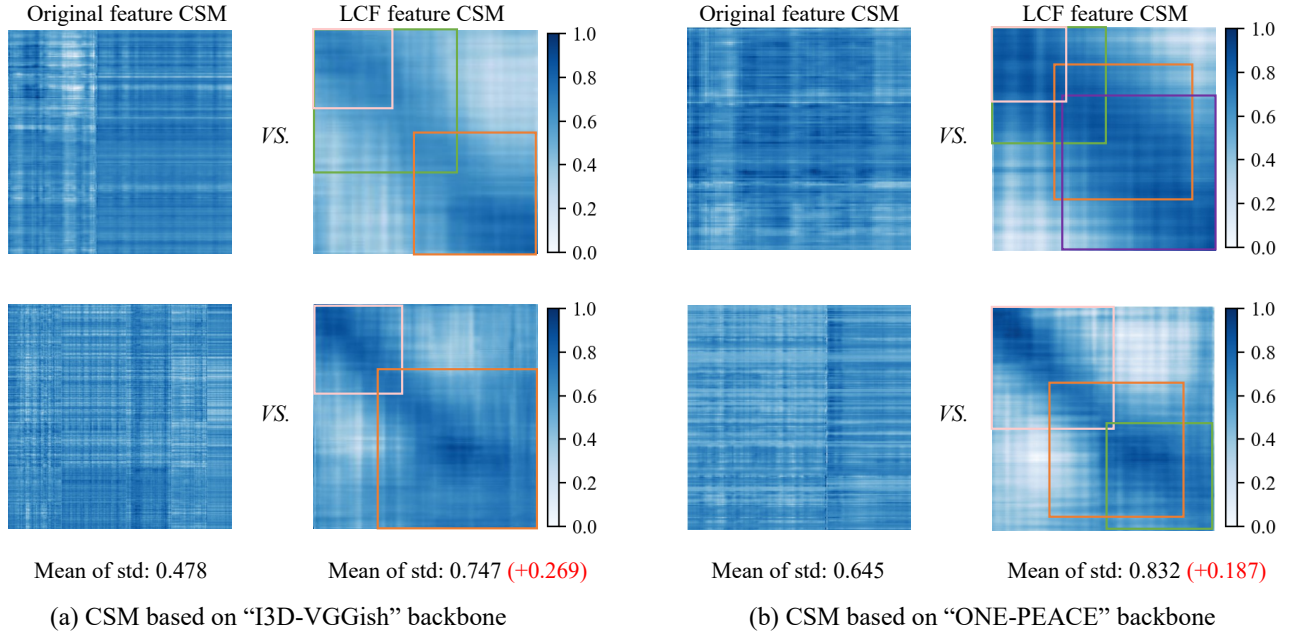 Original feature CSM
LCF feature CSM
Original feature CSM
LCF feature CSM
VS.
1.0
0.8
0.6
0.4
0.2
0.0
VS.
1.0
0.8
0.6
0.4
0.2
0.0
VS.
1.0
0.8
0.6
0.4
0.2
0.0
VS.
1.0
0.8
0.6
0.4
0.2
0.0
Mean of std: 0.478
Mean of std: 0.747 (+0.269)
Mean of std: 0.645
Mean of std: 0.832 (+0.187)
(a) CSM based on “I3D-VGGish” backbone
(b) CSM based on “ONE-PEACE” backbone